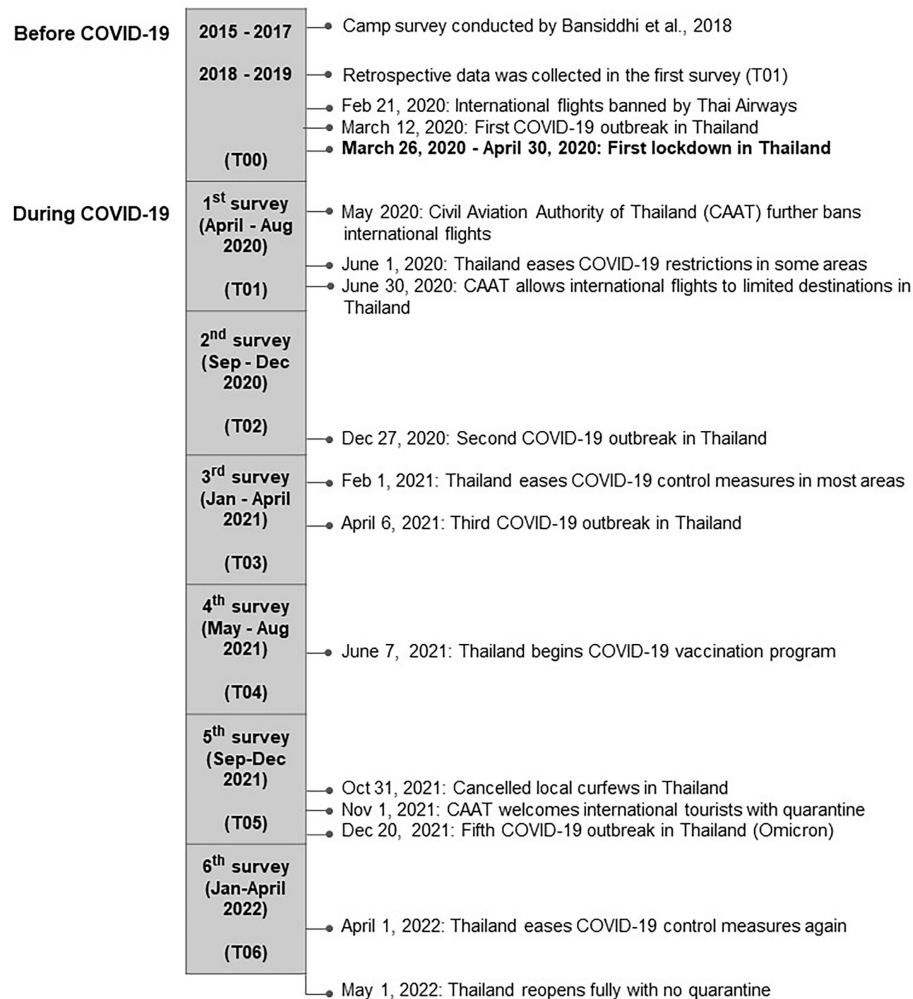 Before COVID-19
2015 - 2017
Camp survey conducted by Bansiddhi et al., 2018
2018 - 2019
Retrospective data was collected in the first survey (T01)
Feb 21, 2020: International flights banned by Thai Airways
March 12, 2020: First COVID-19 outbreak in Thailand
March 26, 2020 - April 30, 2020: First lockdown in Thailand
(T00)
During COVID-19
1st survey
(April - Aug
2020)
(T01)
May 2020: Civil Aviation Authority of Thailand (CAAT) further bans
international flights
June 1, 2020: Thailand eases COVID-19 restrictions in some areas
June 30, 2020: CAAT allows international flights to limited destinations in
Thailand
2nd survey
(Sep - Dec
2020)
(T02)
Dec 27, 2020: Second COVID-19 outbreak in Thailand
3rd survey
(Jan - April
2021)
(T03)
Feb 1, 2021: Thailand eases COVID-19 control measures in most areas
April 6, 2021: Third COVID-19 outbreak in Thailand
4th survey
(May - Aug
2021)
(T04)
June 7, 2021: Thailand begins COVID-19 vaccination program
5th survey
(Sep-Dec
2021)
(T05)
Oct 31, 2021: Cancelled local curfews in Thailand
Nov 1, 2021: CAAT welcomes international tourists with quarantine
Dec 20, 2021: Fifth COVID-19 outbreak in Thailand (Omicron)
6th survey
(Jan-April
2022)
(T06)
April 1, 2022: Thailand eases COVID-19 control measures again
May 1, 2022: Thailand reopens fully with no quarantine